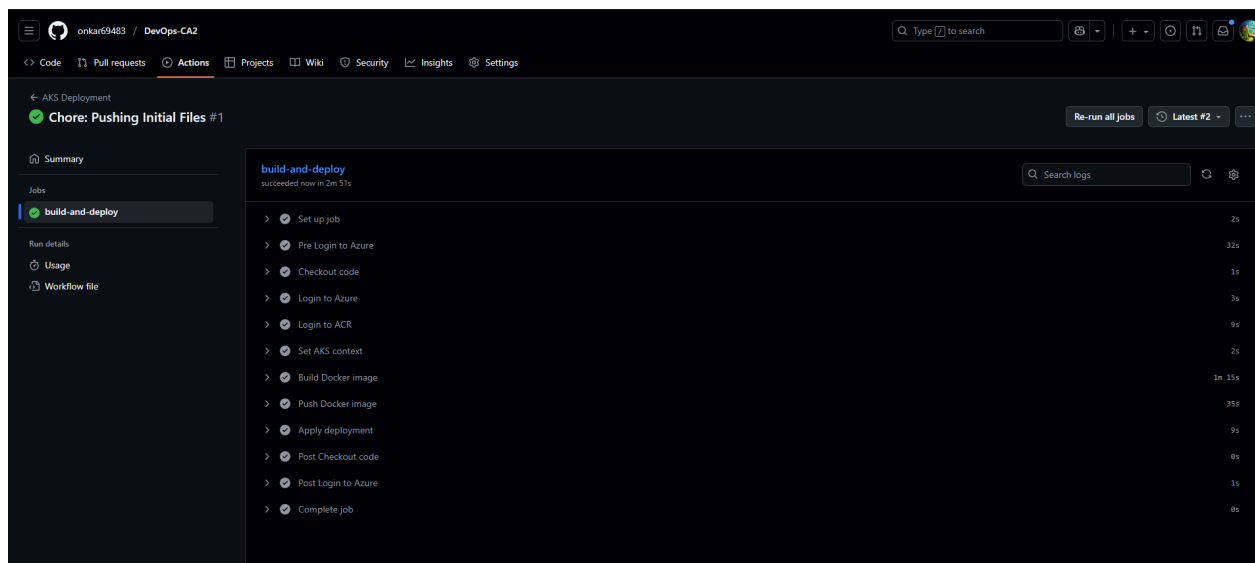 onkar69483 / DevOps-CA2
Type / to search
Code Pull requests Actions Projects Wiki Security Insights Settings
← AKS Deployment
Chore: Pushing Initial Files #1
Re-run all jobs Latest #2 ...
Summary
Jobs
build-and-deploy
Run details
Usage
Workflow file
build-and-deploy
succeeded now in 2m 51s
Search logs
Set up job 2s
Pre Login to Azure 32s
Checkout code 1s
Login to Azure 3s
Login to ACR 9s
Set AKS context 2s
Build Docker image 1m 15s
Push Docker image 35s
Apply deployment 9s
Post Checkout code 0s
Post Login to Azure 1s
Complete job 0s